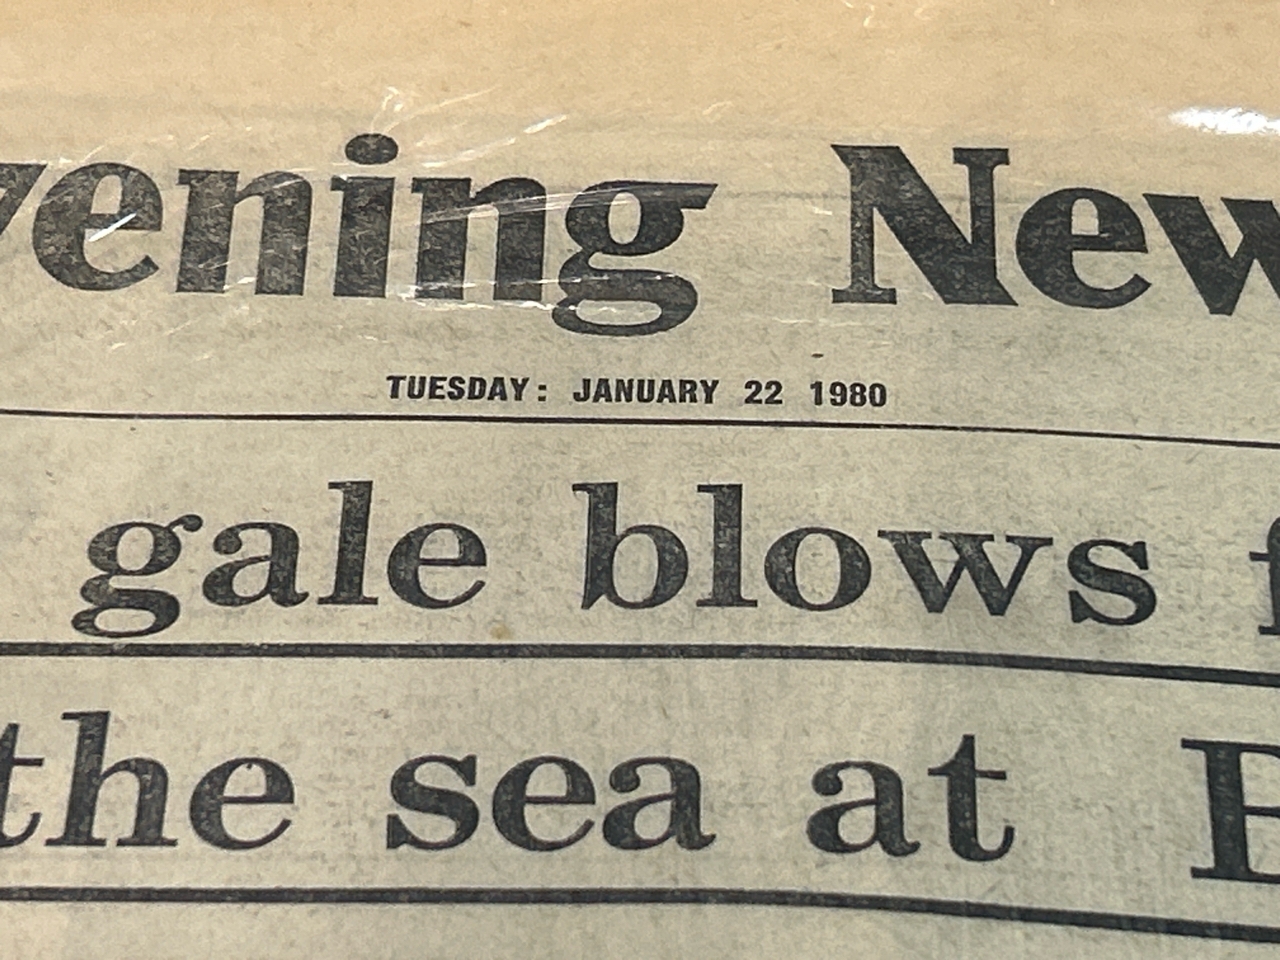 vening New
TUESDAY: JANUARY 22 1980
gale blows
the sea at